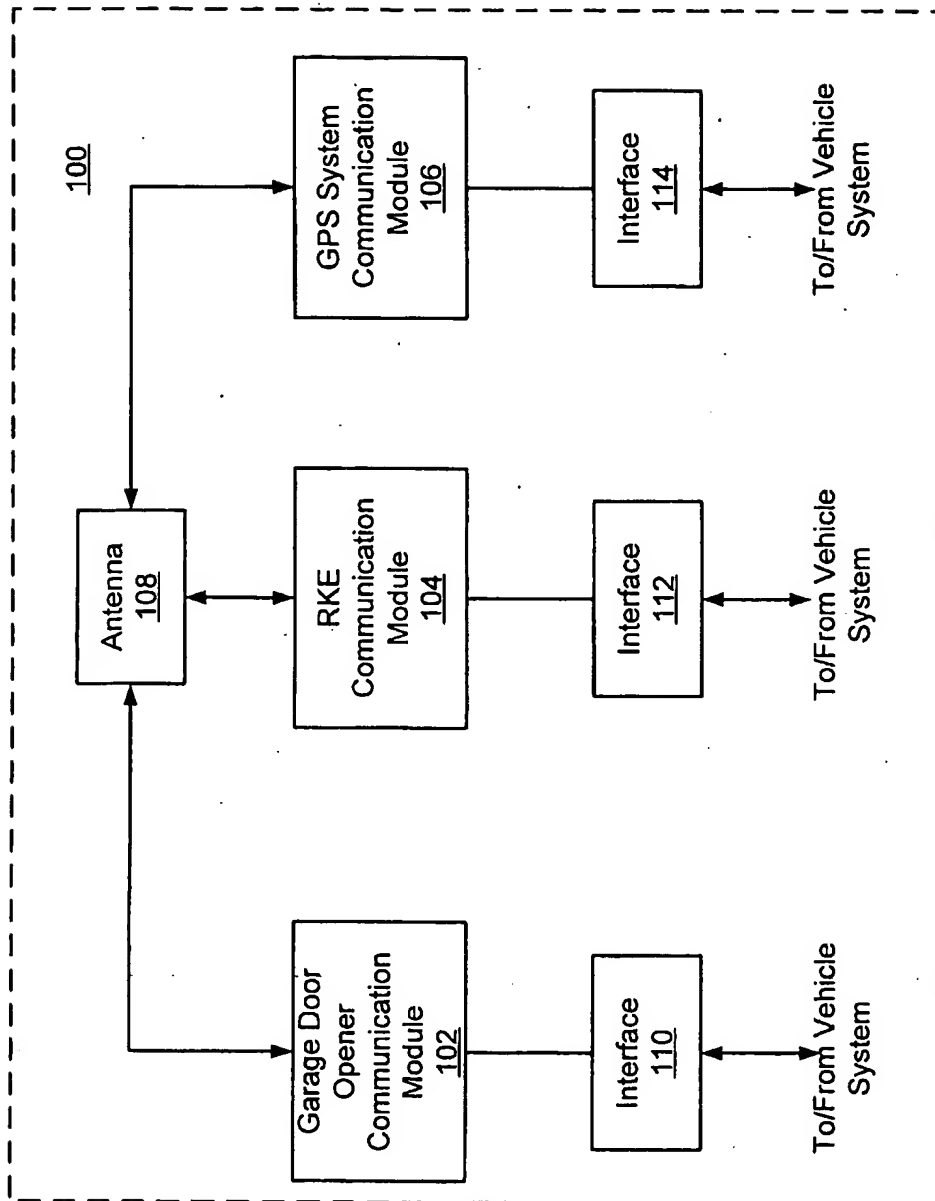 100
Antenna
108
Garage Door
Opener
Communication
Module
102
RKE
Communication
Module
104
GPS System
Communication
Module
106
Interface
110
Interface
112
Interface
114
To/From Vehicle
System
To/From Vehicle
System
To/From Vehicle
System